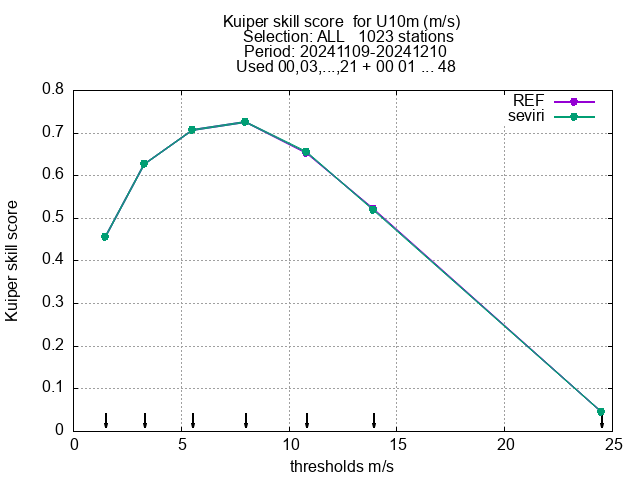 Kuiper skill score  for U10m (m/s)
Selection: ALL   1023 stations
Period: 20241109-20241210
Used 00,03,...,21 + 00 01 ... 48
REF
seviri
0.8
0.7
0.6
0.5
0.4
0.3
0.2
0.1
0
Kuiper skill score
0 5 10 15 20 25
thresholds m/s